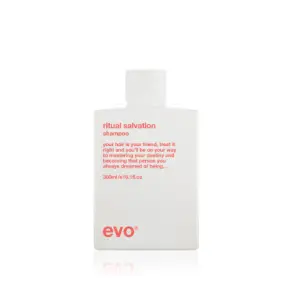 ritual salvation
shampoo
your hair is your friend, treat it
right and you'll be on your way
to mastering your destiny and
becoming that person you
always dreamed of being...
300ml ℮10.1fl oz
evo®